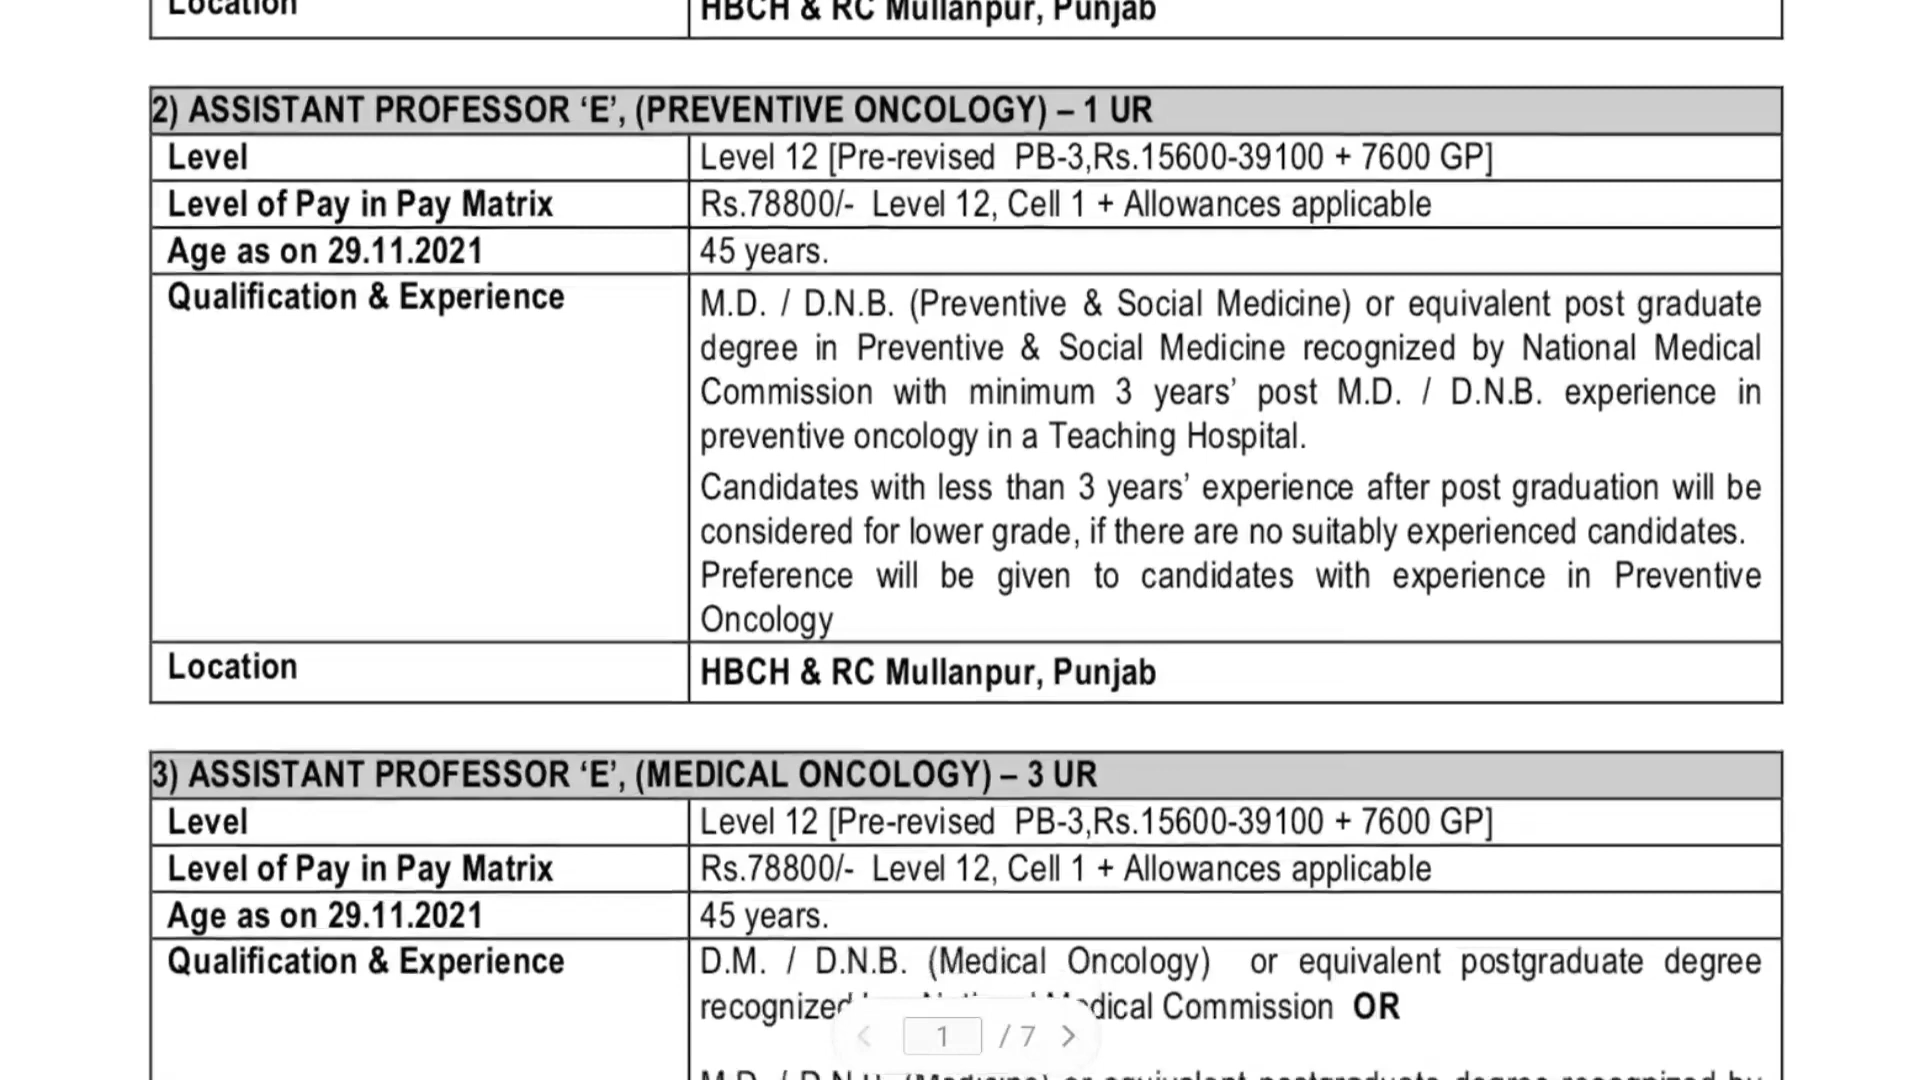 Location HBCH & RC Mullanpur, Punjab
2) ASSISTANT PROFESSOR ‘E’, (PREVENTIVE ONCOLOGY) – 1 UR
Level Level 12 [Pre-revised PB-3,Rs.15600-39100 + 7600 GP]
Level of Pay in Pay Matrix Rs.78800/- Level 12, Cell 1 + Allowances applicable
Age as on 29.11.2021 45 years.
Qualification & Experience M.D. / D.N.B. (Preventive & Social Medicine) or equivalent post graduate
degree in Preventive & Social Medicine recognized by National Medical
Commission with minimum 3 years’ post M.D. / D.N.B. experience in
preventive oncology in a Teaching Hospital.
Candidates with less than 3 years’ experience after post graduation will be
considered for lower grade, if there are no suitably experienced candidates.
Preference will be given to candidates with experience in Preventive
Oncology
Location HBCH & RC Mullanpur, Punjab
3) ASSISTANT PROFESSOR ‘E’, (MEDICAL ONCOLOGY) – 3 UR
Level Level 12 [Pre-revised PB-3,Rs.15600-39100 + 7600 GP]
Level of Pay in Pay Matrix Rs.78800/- Level 12, Cell 1 + Allowances applicable
Age as on 29.11.2021 45 years.
Qualification & Experience D.M. / D.N.B. (Medical Oncology) or equivalent postgraduate degree
recognized Medical Commission OR
1 / 7